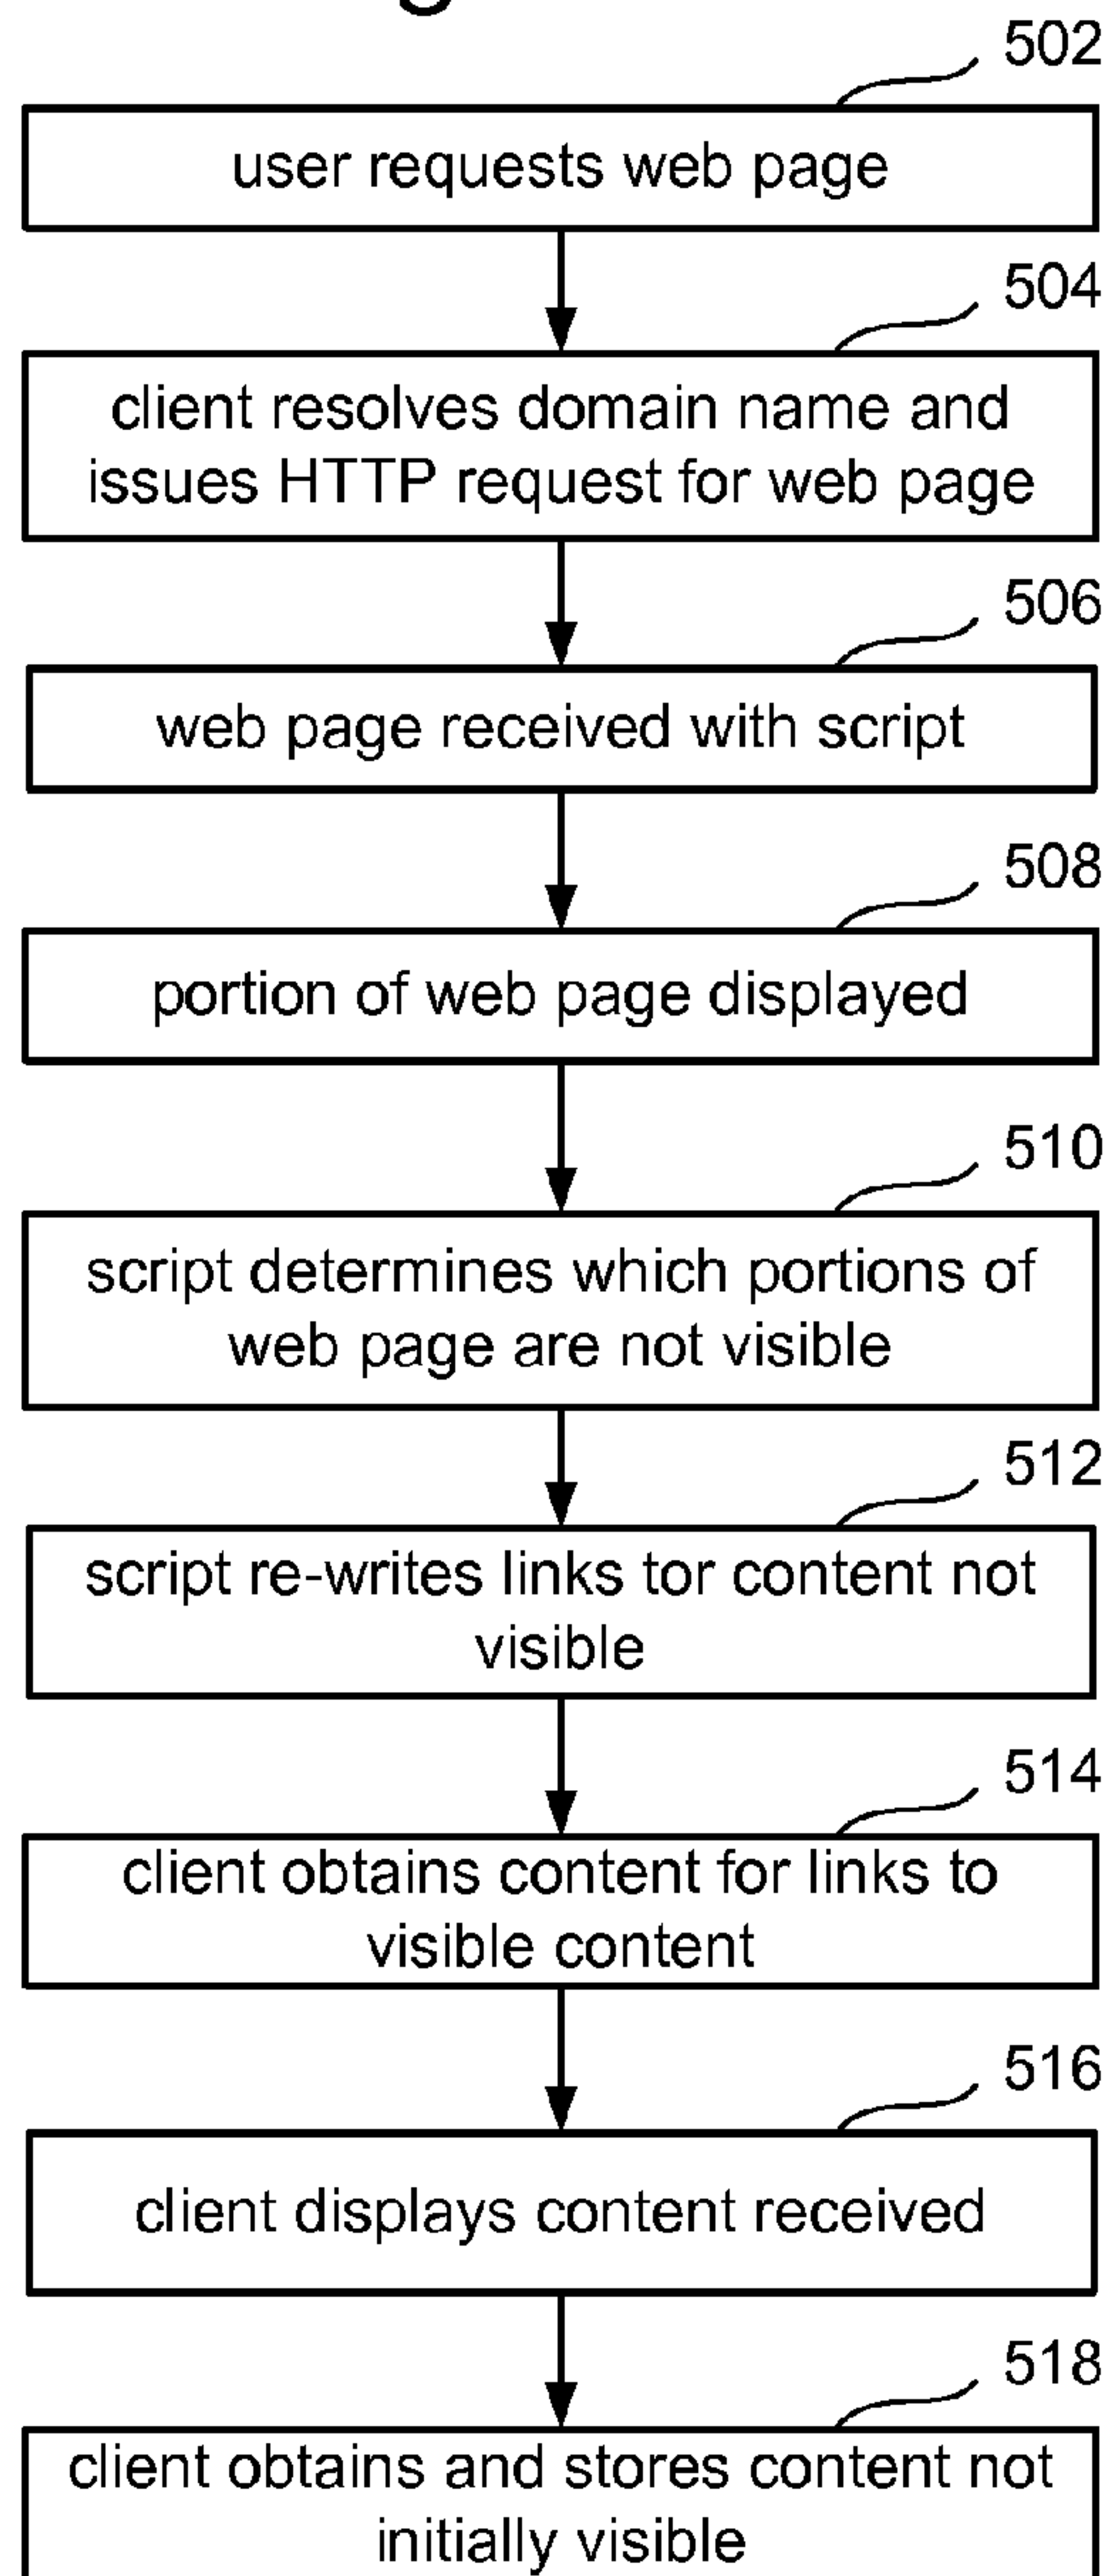 502
user requests web page
504
client resolves domain name and
issues HTTP request for web page
506
web page received with script
508
portion of web page displayed
510
script determines which portions of
web page are not visible
512
script re-writes links tor content not
visible
514
client obtains content for links to
visible content
516
client displays content received
518
client obtains and stores content not
initially visible